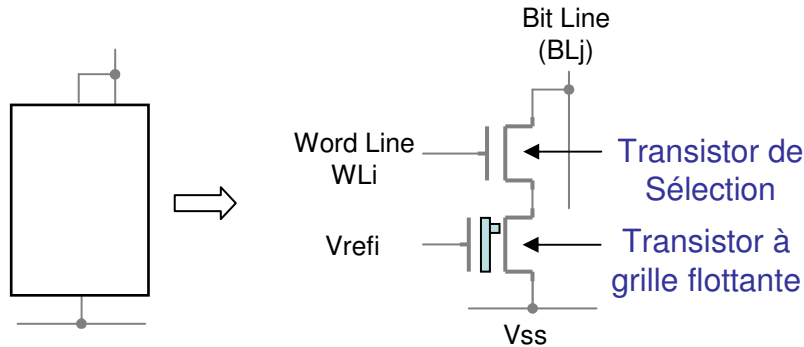 Bit Line
(BLj)
Word Line
WLi
Transistor de
Sélection
Vrefi
Transistor à
grille flottante
Vss